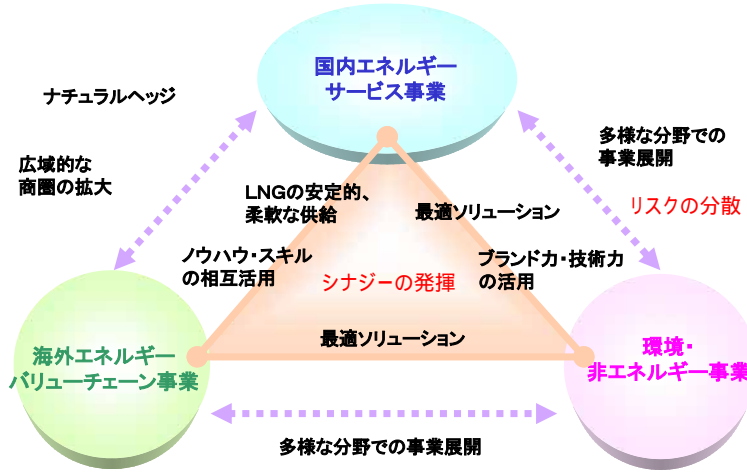 国内エネルギー
サービス事業
ナチュラルヘッジ
広域的な
商圏の拡大
多様な分野での
事業展開
リスクの分散
LNGの安定的、
柔軟な供給
最適ソリューション
ノウハウ・スキル
の相互活用
シナジーの発揮
ブランド力・技術力
の活用
最適ソリューション
海外エネルギー
バリューチェーン事業
環境・
非エネルギー事業
多様な分野での事業展開